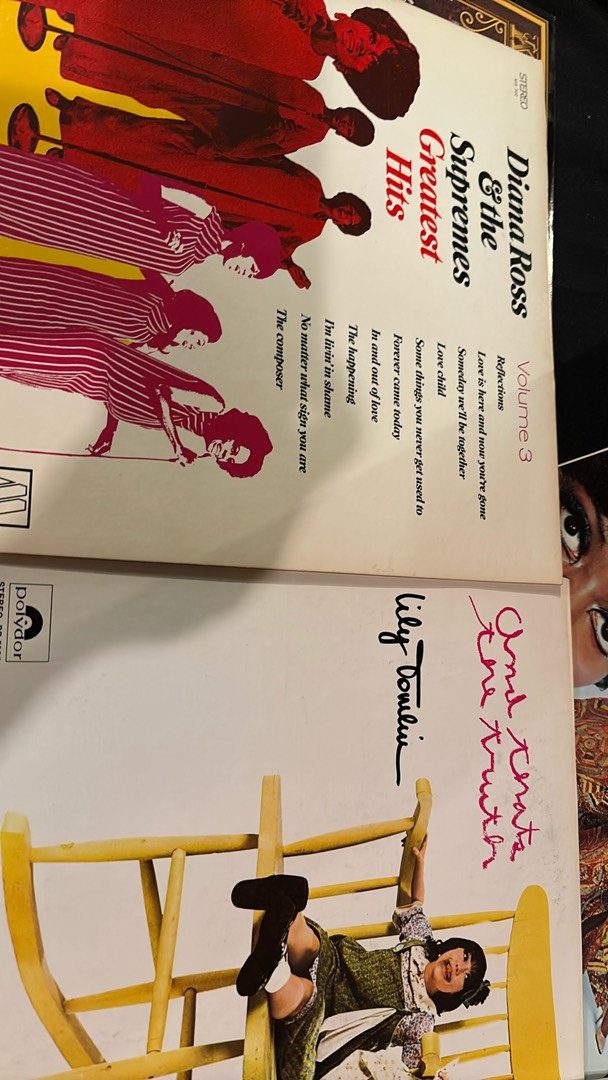 STEREO
Diana Ross
& the
Supremes
Greatest
Hits
Volume 3
Reflections
Love is here and now you're gone
Someday we'll be together
Love child
Some things you never get used to
Forever came today
In and out of love
The happening
I'm livin' in shame
No matter what sign you are
The composer
M
and thats
the truth
lily Tomlin
polydor
STEREO